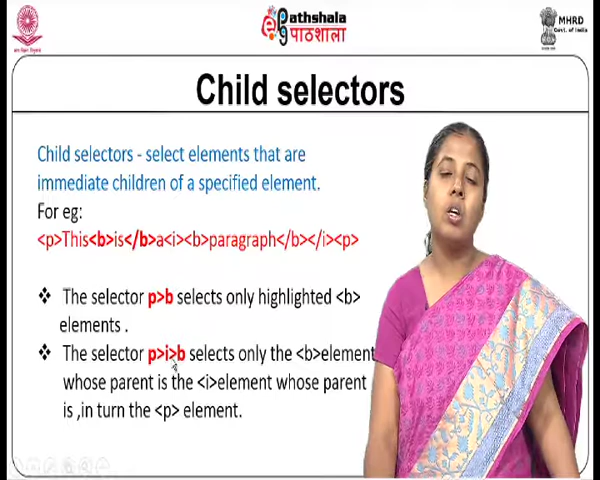 Pathshala
पाठशाला
MHRD
Govt. of India
Child selectors
Child selectors - select elements that are
immediate children of a specified element.
For eg:
<p>This<b>is</b>a<i><b>paragraph</b></i><p>
❖ The selector p>b selects only highlighted <b>
elements .
❖ The selector p>i>b selects only the <b>element
whose parent is the <i>element whose parent
is ,in turn the <p> element.